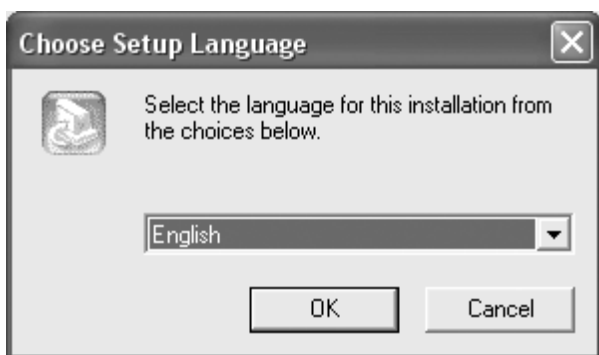 Choose Setup Language
Select the language for this installation from
the choices below.
English
OK
Cancel